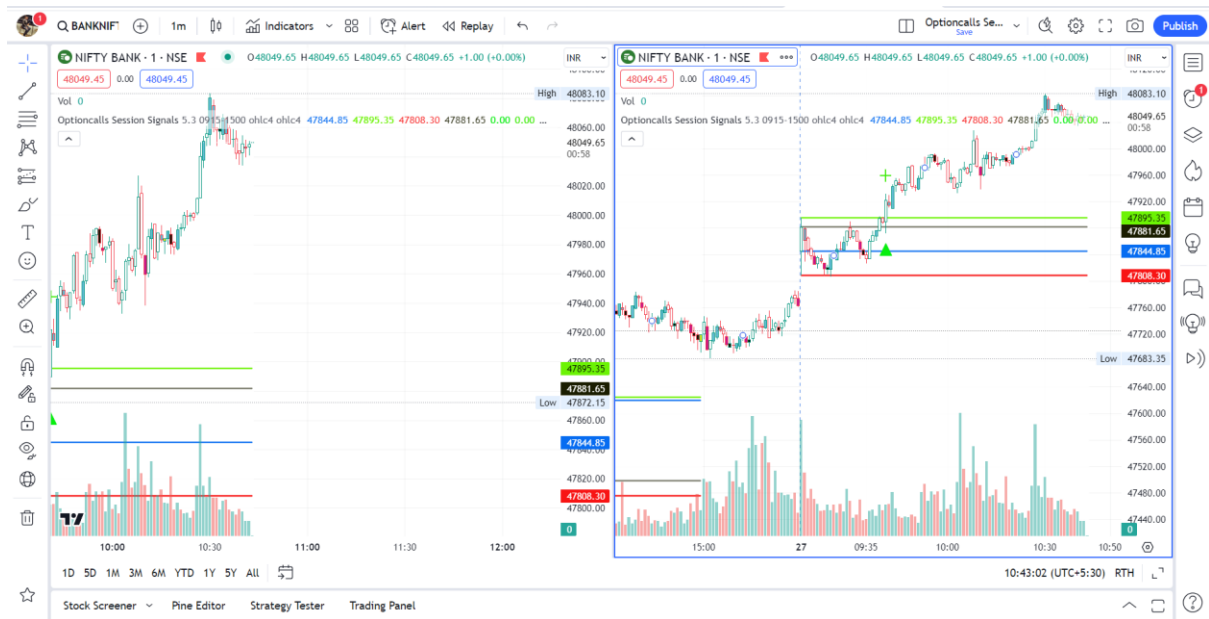 BANKNIF
1m
Indicators
Alert
Replay
Optioncalls Se...
Save
Publish
1
NIFTY BANK · 1 · NSE
O48049.65 H48049.65 L48049.65 C48049.65 +1.00 (+0.00%)
INR
48049.45 0.00 48049.45
Vol 0
Optioncalls Session Signals 5.3 0915-1500 ohlc4 ohlc4 47844.85 47895.35 47808.30 47881.65 0.00 0.00 ...
High 48083.10
48060.00
48049.65
00:58
48020.00
48000.00
47980.00
47960.00
47940.00
47920.00
47900.00
47895.35
47881.65
Low 47872.15
47860.00
47844.85
47840.00
47820.00
47808.30
47800.00
0
10:00 10:30 11:00 11:30 12:00
NIFTY BANK · 1 · NSE
O48049.65 H48049.65 L48049.65 C48049.65 +1.00 (+0.00%)
INR
48049.45 0.00 48049.45
Vol 0
Optioncalls Session Signals 5.3 0915-1500 ohlc4 ohlc4 47844.85 47895.35 47808.30 47881.65 0.00 0.00 ...
High 48083.10
48049.65
00:58
48000.00
47960.00
47920.00
47895.35
47881.65
47844.85
47808.30
47760.00
47720.00
Low 47683.35
47640.00
47600.00
47560.00
47520.00
47480.00
47440.00
0
15:00 27 09:35 10:00 10:30 10:50
1
1D 5D 1M 3M 6M YTD 1Y 5Y All
10:43:02 (UTC+5:30) RTH
Stock Screener Pine Editor Strategy Tester Trading Panel